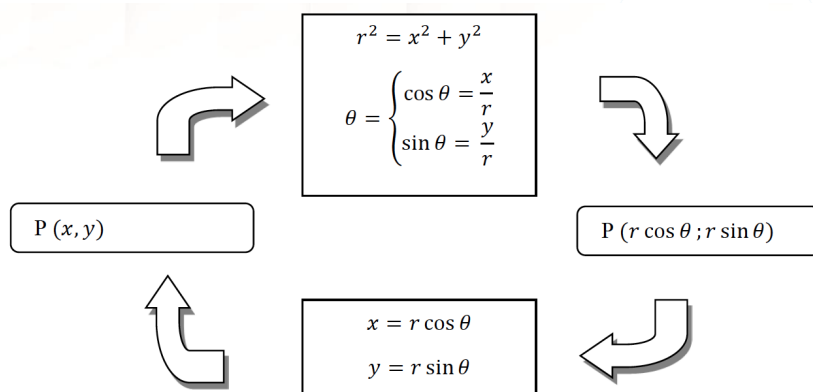 r² = x² + y²
θ = { cos θ = x/r
sin θ = y/r
P (x, y)
P (r cos θ ; r sin θ)
x = r cos θ
y = r sin θ